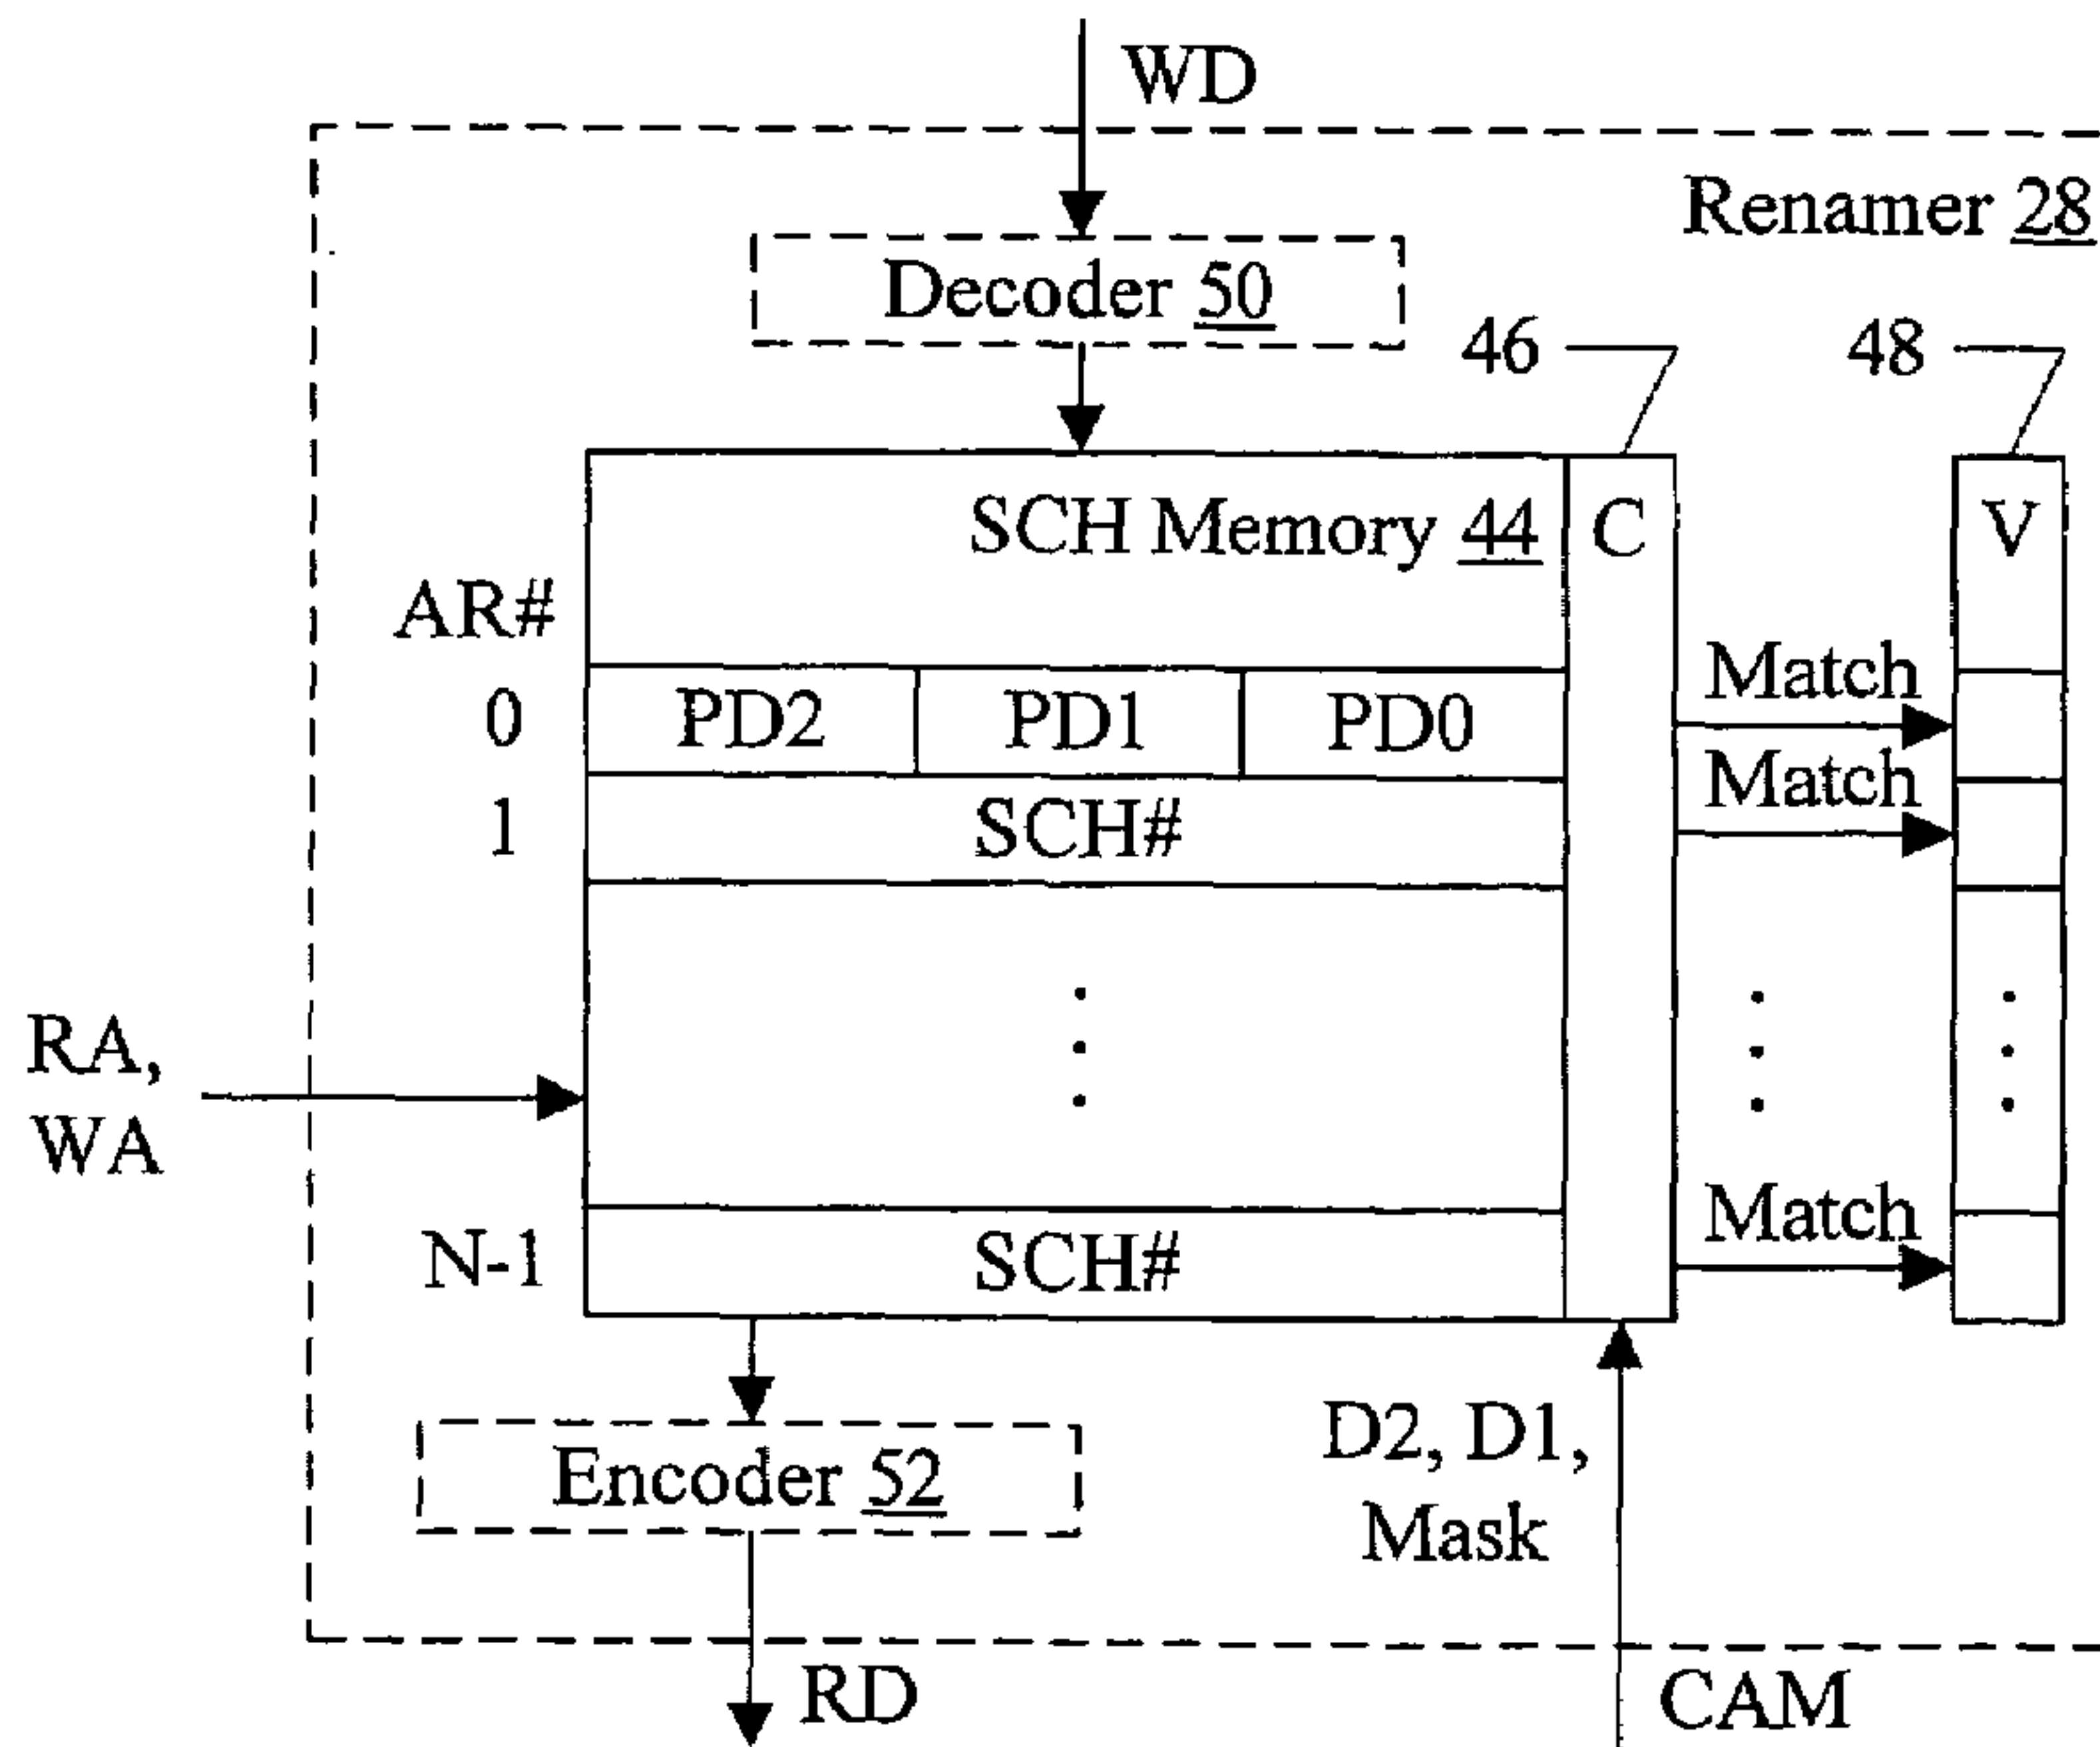 WD
Renamer 28
Decoder 50
46
48
SCH Memory 44
C
V
AR#
0
PD2
PD1
PD0
Match
1
SCH#
Match
RA,
WA
N-1
SCH#
Match
D2, D1,
Mask
Encoder 52
RD
CAM